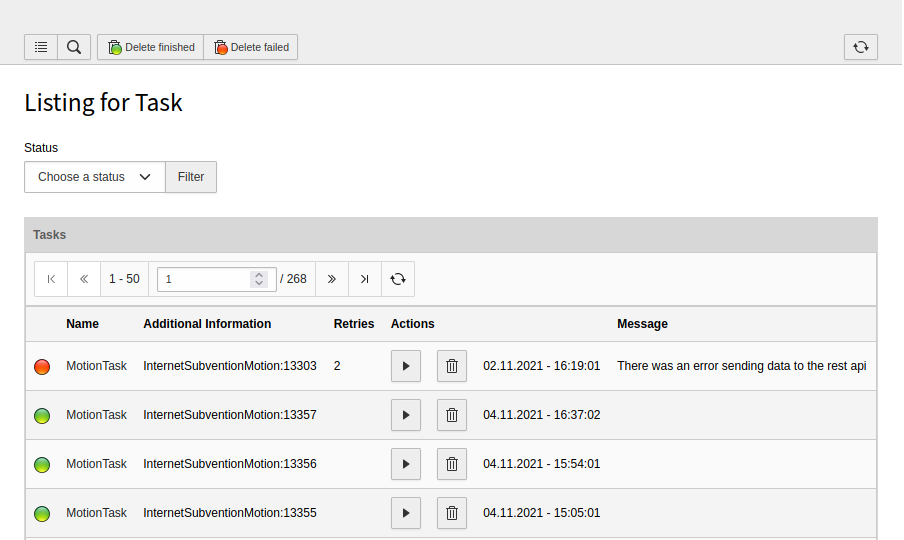 Delete finished Delete failed
Listing for Task
Status
Choose a status Filter
Tasks
1 - 50 1 / 268
Name Additional Information Retries Actions Message
MotionTask InternetSubventionMotion:13303 2 02.11.2021 - 16:19:01 There was an error sending data to the rest api
MotionTask InternetSubventionMotion:13357 04.11.2021 - 16:37:02
MotionTask InternetSubventionMotion:13356 04.11.2021 - 15:54:01
MotionTask InternetSubventionMotion:13355 04.11.2021 - 15:05:01